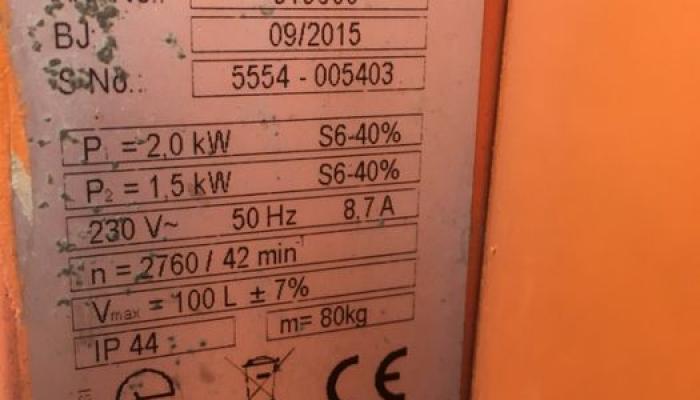 BJ: 09/2015
S No.: 5554 - 005403
P1 = 2,0 kW S6-40%
P2 = 1,5 kW S6-40%
230 V~ 50 Hz 8,7 A
n = 2760 / 42 min
Vmax = 100 L ± 7%
IP 44 m= 80kg
CE